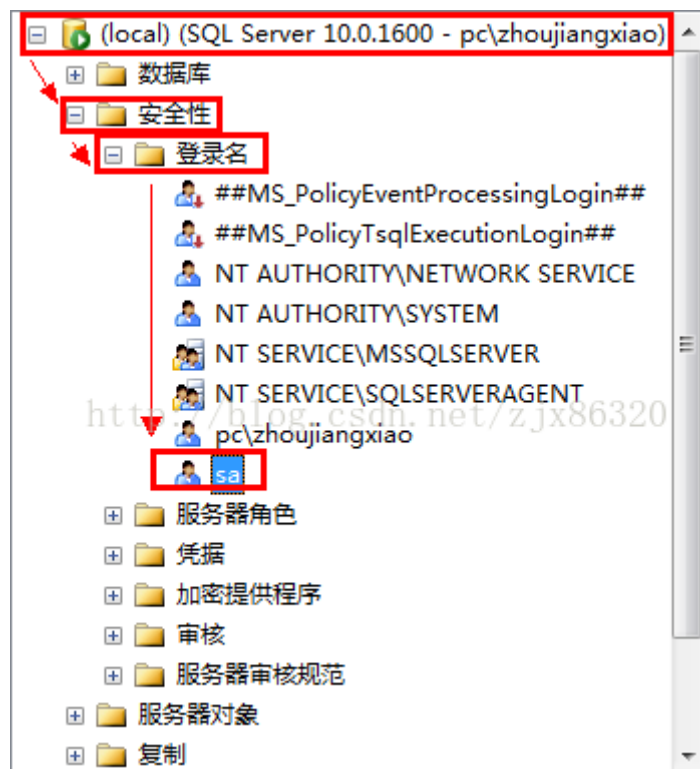 (local) (SQL Server 10.0.1600 - pc\zhoujiangxiao)
数据库
安全性
登录名
##MS_PolicyEventProcessingLogin##
##MS_PolicyTsqlExecutionLogin##
NT AUTHORITY\NETWORK SERVICE
NT AUTHORITY\SYSTEM
NT SERVICE\MSSQLSERVER
NT SERVICE\SQLSERVERAGENT
http://blog.csdn.net/zjx86320
pc\zhoujiangxiao
sa
服务器角色
凭据
加密提供程序
审核
服务器审核规范
服务器对象
复制